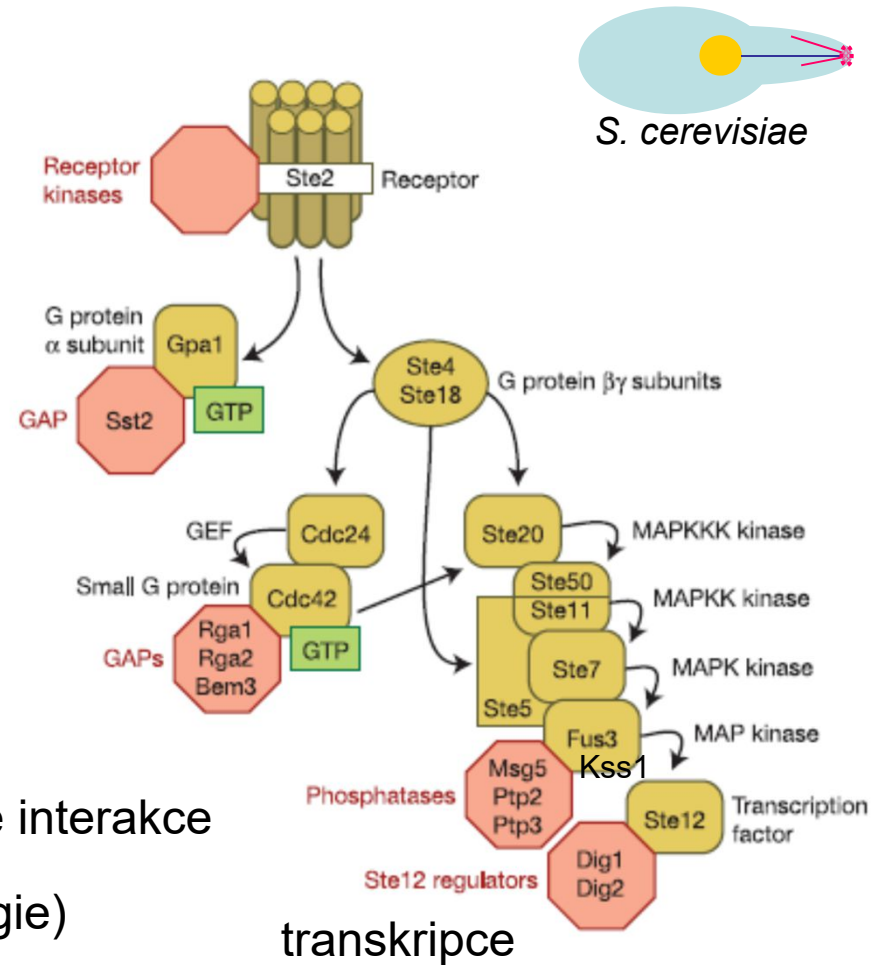 S. cerevisiae
Receptor
kinases
Ste2
Receptor
G protein
α subunit
Gpa1
GAP
Sst2
GTP
Ste4
Ste18
G protein βγ subunits
GEF
Cdc24
Small G protein
Cdc42
GTP
GAPs
Rga1
Rga2
Bem3
Ste20
MAPKKK kinase
Ste50
Ste11
MAPKK kinase
Ste7
MAPK kinase
Ste5
Fus3
Kss1
MAP kinase
Phosphatases
Msg5
Ptp2
Ptp3
Ste12
Transcription
factor
Ste12 regulators
Dig1
Dig2
interakce
gie)
transkripce